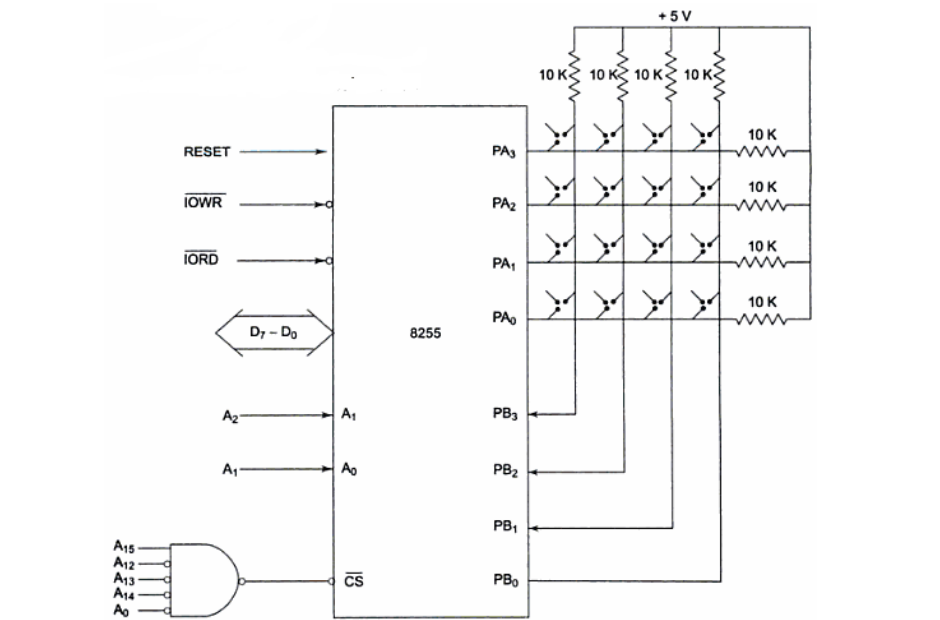 + 5 V
10 K 10 K 10 K 10 K
RESET
PA₃
10 K
IOWR
PA₂
10 K
IORD
PA₁
10 K
PA₀
10 K
D₇ – D₀
8255
A₂ A₁
PB₃
A₁ A₀
PB₂
PB₁
A₁₅
A₁₂
A₁₃
A₁₄
A₀
CS
PB₀